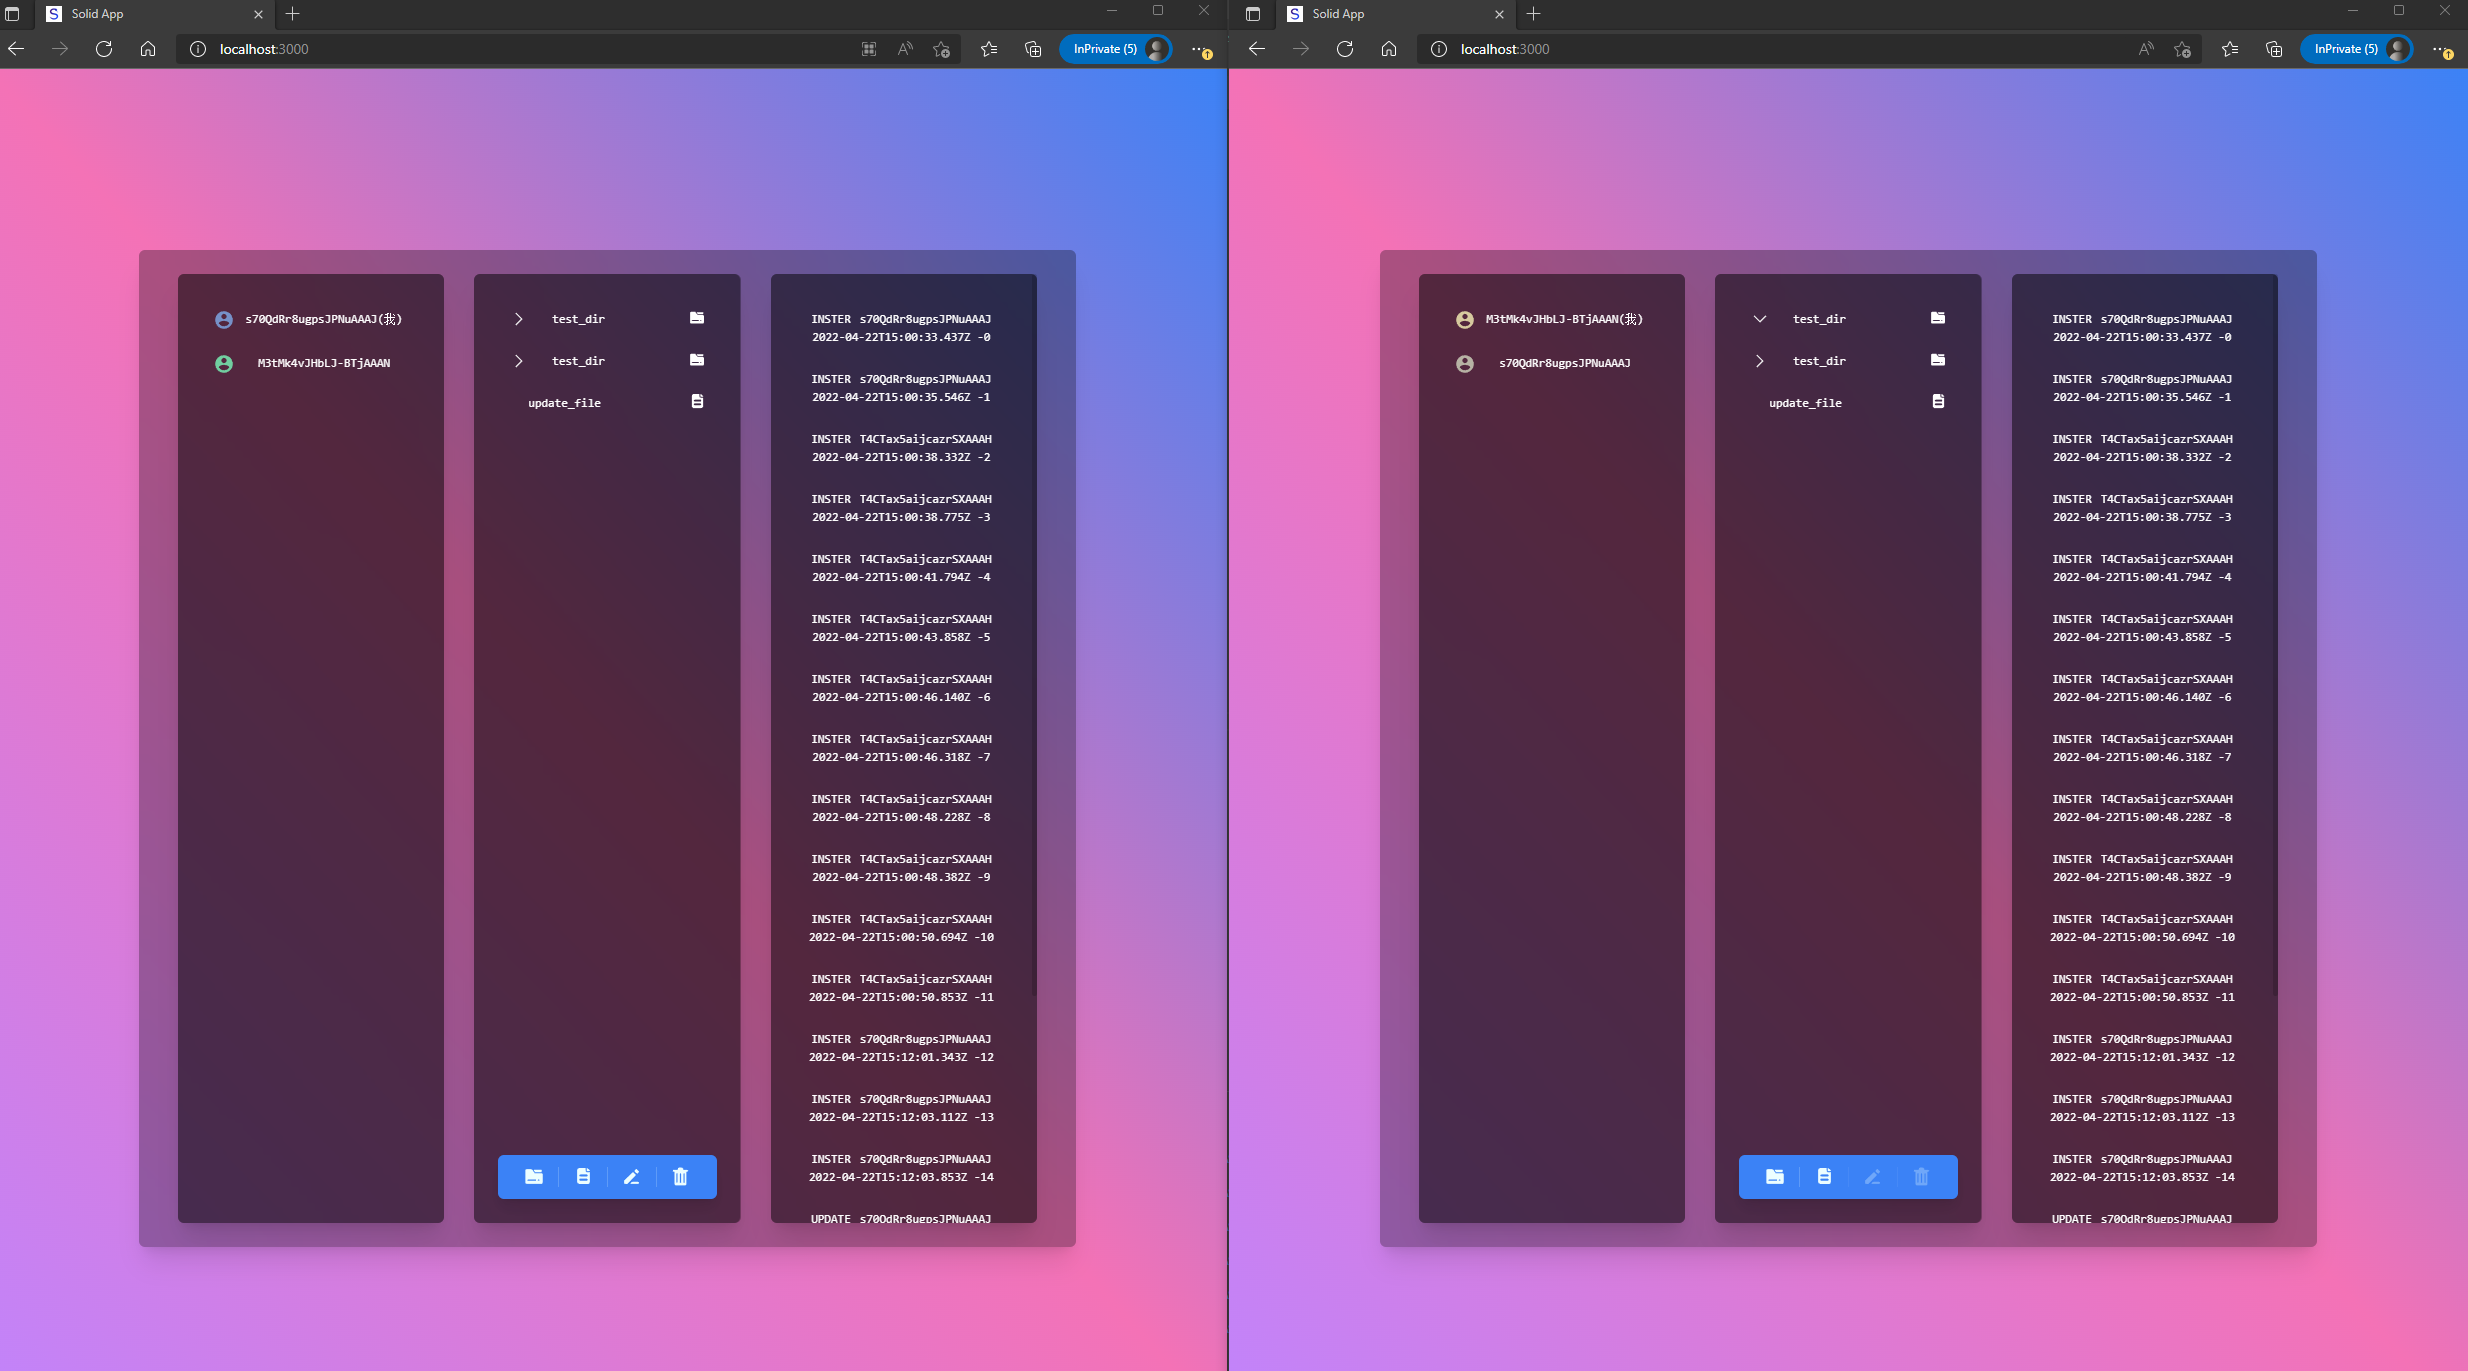 Solid App
localhost:3000
InPrivate (5)
s70QdRr8ugpsJPNuAAAJ(我)
M3tMk4vJHbLJ-BTjAAAN
test_dir
test_dir
update_file
INSTER s70QdRr8ugpsJPNuAAAJ
2022-04-22T15:00:33.437Z -0
INSTER s70QdRr8ugpsJPNuAAAJ
2022-04-22T15:00:35.546Z -1
INSTER T4CTax5aijcazrSXAAAH
2022-04-22T15:00:38.332Z -2
INSTER T4CTax5aijcazrSXAAAH
2022-04-22T15:00:38.775Z -3
INSTER T4CTax5aijcazrSXAAAH
2022-04-22T15:00:41.794Z -4
INSTER T4CTax5aijcazrSXAAAH
2022-04-22T15:00:43.858Z -5
INSTER T4CTax5aijcazrSXAAAH
2022-04-22T15:00:46.140Z -6
INSTER T4CTax5aijcazrSXAAAH
2022-04-22T15:00:46.318Z -7
INSTER T4CTax5aijcazrSXAAAH
2022-04-22T15:00:48.228Z -8
INSTER T4CTax5aijcazrSXAAAH
2022-04-22T15:00:48.382Z -9
INSTER T4CTax5aijcazrSXAAAH
2022-04-22T15:00:50.694Z -10
INSTER T4CTax5aijcazrSXAAAH
2022-04-22T15:00:50.853Z -11
INSTER s70QdRr8ugpsJPNuAAAJ
2022-04-22T15:12:01.343Z -12
INSTER s70QdRr8ugpsJPNuAAAJ
2022-04-22T15:12:03.112Z -13
INSTER s70QdRr8ugpsJPNuAAAJ
2022-04-22T15:12:03.853Z -14
UPDATE s70QdRr8ugpsJPNuAAAJ
Solid App
localhost:3000
InPrivate (5)
M3tMk4vJHbLJ-BTjAAAN(我)
s70QdRr8ugpsJPNuAAAJ
test_dir
test_dir
update_file
INSTER s70QdRr8ugpsJPNuAAAJ
2022-04-22T15:00:33.437Z -0
INSTER s70QdRr8ugpsJPNuAAAJ
2022-04-22T15:00:35.546Z -1
INSTER T4CTax5aijcazrSXAAAH
2022-04-22T15:00:38.332Z -2
INSTER T4CTax5aijcazrSXAAAH
2022-04-22T15:00:38.775Z -3
INSTER T4CTax5aijcazrSXAAAH
2022-04-22T15:00:41.794Z -4
INSTER T4CTax5aijcazrSXAAAH
2022-04-22T15:00:43.858Z -5
INSTER T4CTax5aijcazrSXAAAH
2022-04-22T15:00:46.140Z -6
INSTER T4CTax5aijcazrSXAAAH
2022-04-22T15:00:46.318Z -7
INSTER T4CTax5aijcazrSXAAAH
2022-04-22T15:00:48.228Z -8
INSTER T4CTax5aijcazrSXAAAH
2022-04-22T15:00:48.382Z -9
INSTER T4CTax5aijcazrSXAAAH
2022-04-22T15:00:50.694Z -10
INSTER T4CTax5aijcazrSXAAAH
2022-04-22T15:00:50.853Z -11
INSTER s70QdRr8ugpsJPNuAAAJ
2022-04-22T15:12:01.343Z -12
INSTER s70QdRr8ugpsJPNuAAAJ
2022-04-22T15:12:03.112Z -13
INSTER s70QdRr8ugpsJPNuAAAJ
2022-04-22T15:12:03.853Z -14
UPDATE s70QdRr8ugpsJPNuAAAJ